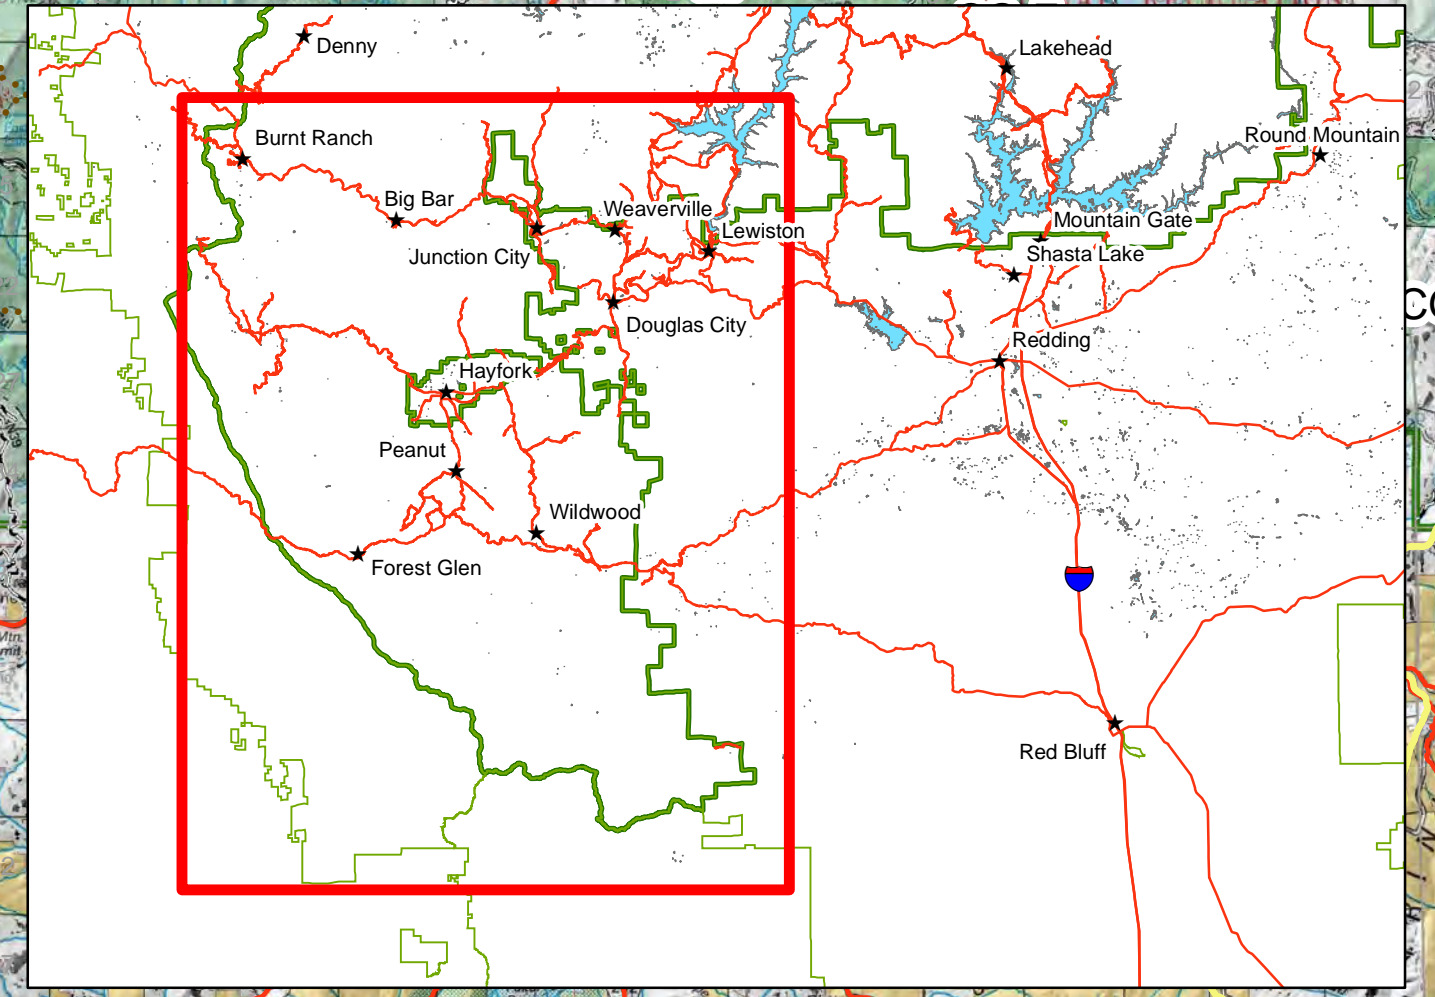 Denny
Lakehead
Burnt Ranch
Round Mountain
Big Bar
Weaverville
Mountain Gate
Lewiston
Junction City
Shasta Lake
Douglas City
Redding
Hayfork
Peanut
Wildwood
Forest Glen
Red Bluff